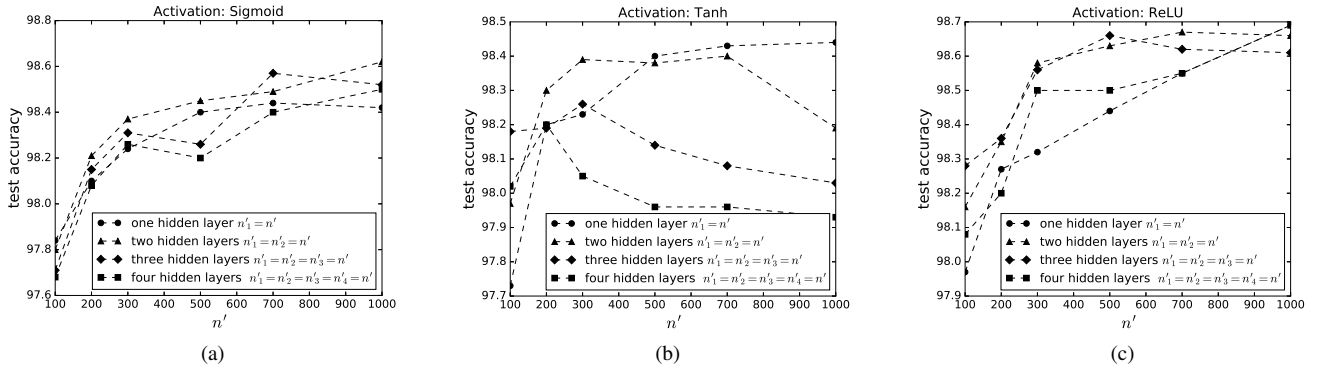 Activation: Sigmoid
98.8
98.6
98.4
98.2
98.0
97.8
97.6
test accuracy
one hidden layer n′₁ = n′
two hidden layers n′₁ = n′₂ = n′
three hidden layers n′₁ = n′₂ = n′₃ = n′
four hidden layers n′₁ = n′₂ = n′₃ = n′₄ = n′
100 200 300 400 500 600 700 800 900 1000
n′
(a)
Activation: Tanh
98.5
98.4
98.3
98.2
98.1
98.0
97.9
97.8
97.7
test accuracy
one hidden layer n′₁ = n′
two hidden layers n′₁ = n′₂ = n′
three hidden layers n′₁ = n′₂ = n′₃ = n′
four hidden layers n′₁ = n′₂ = n′₃ = n′₄ = n′
100 200 300 400 500 600 700 800 900 1000
n′
(b)
Activation: ReLU
98.7
98.6
98.5
98.4
98.3
98.2
98.1
98.0
97.9
test accuracy
one hidden layer n′₁ = n′
two hidden layers n′₁ = n′₂ = n′
three hidden layers n′₁ = n′₂ = n′₃ = n′
four hidden layers n′₁ = n′₂ = n′₃ = n′₄ = n′
100 200 300 400 500 600 700 800 900 1000
n′
(c)